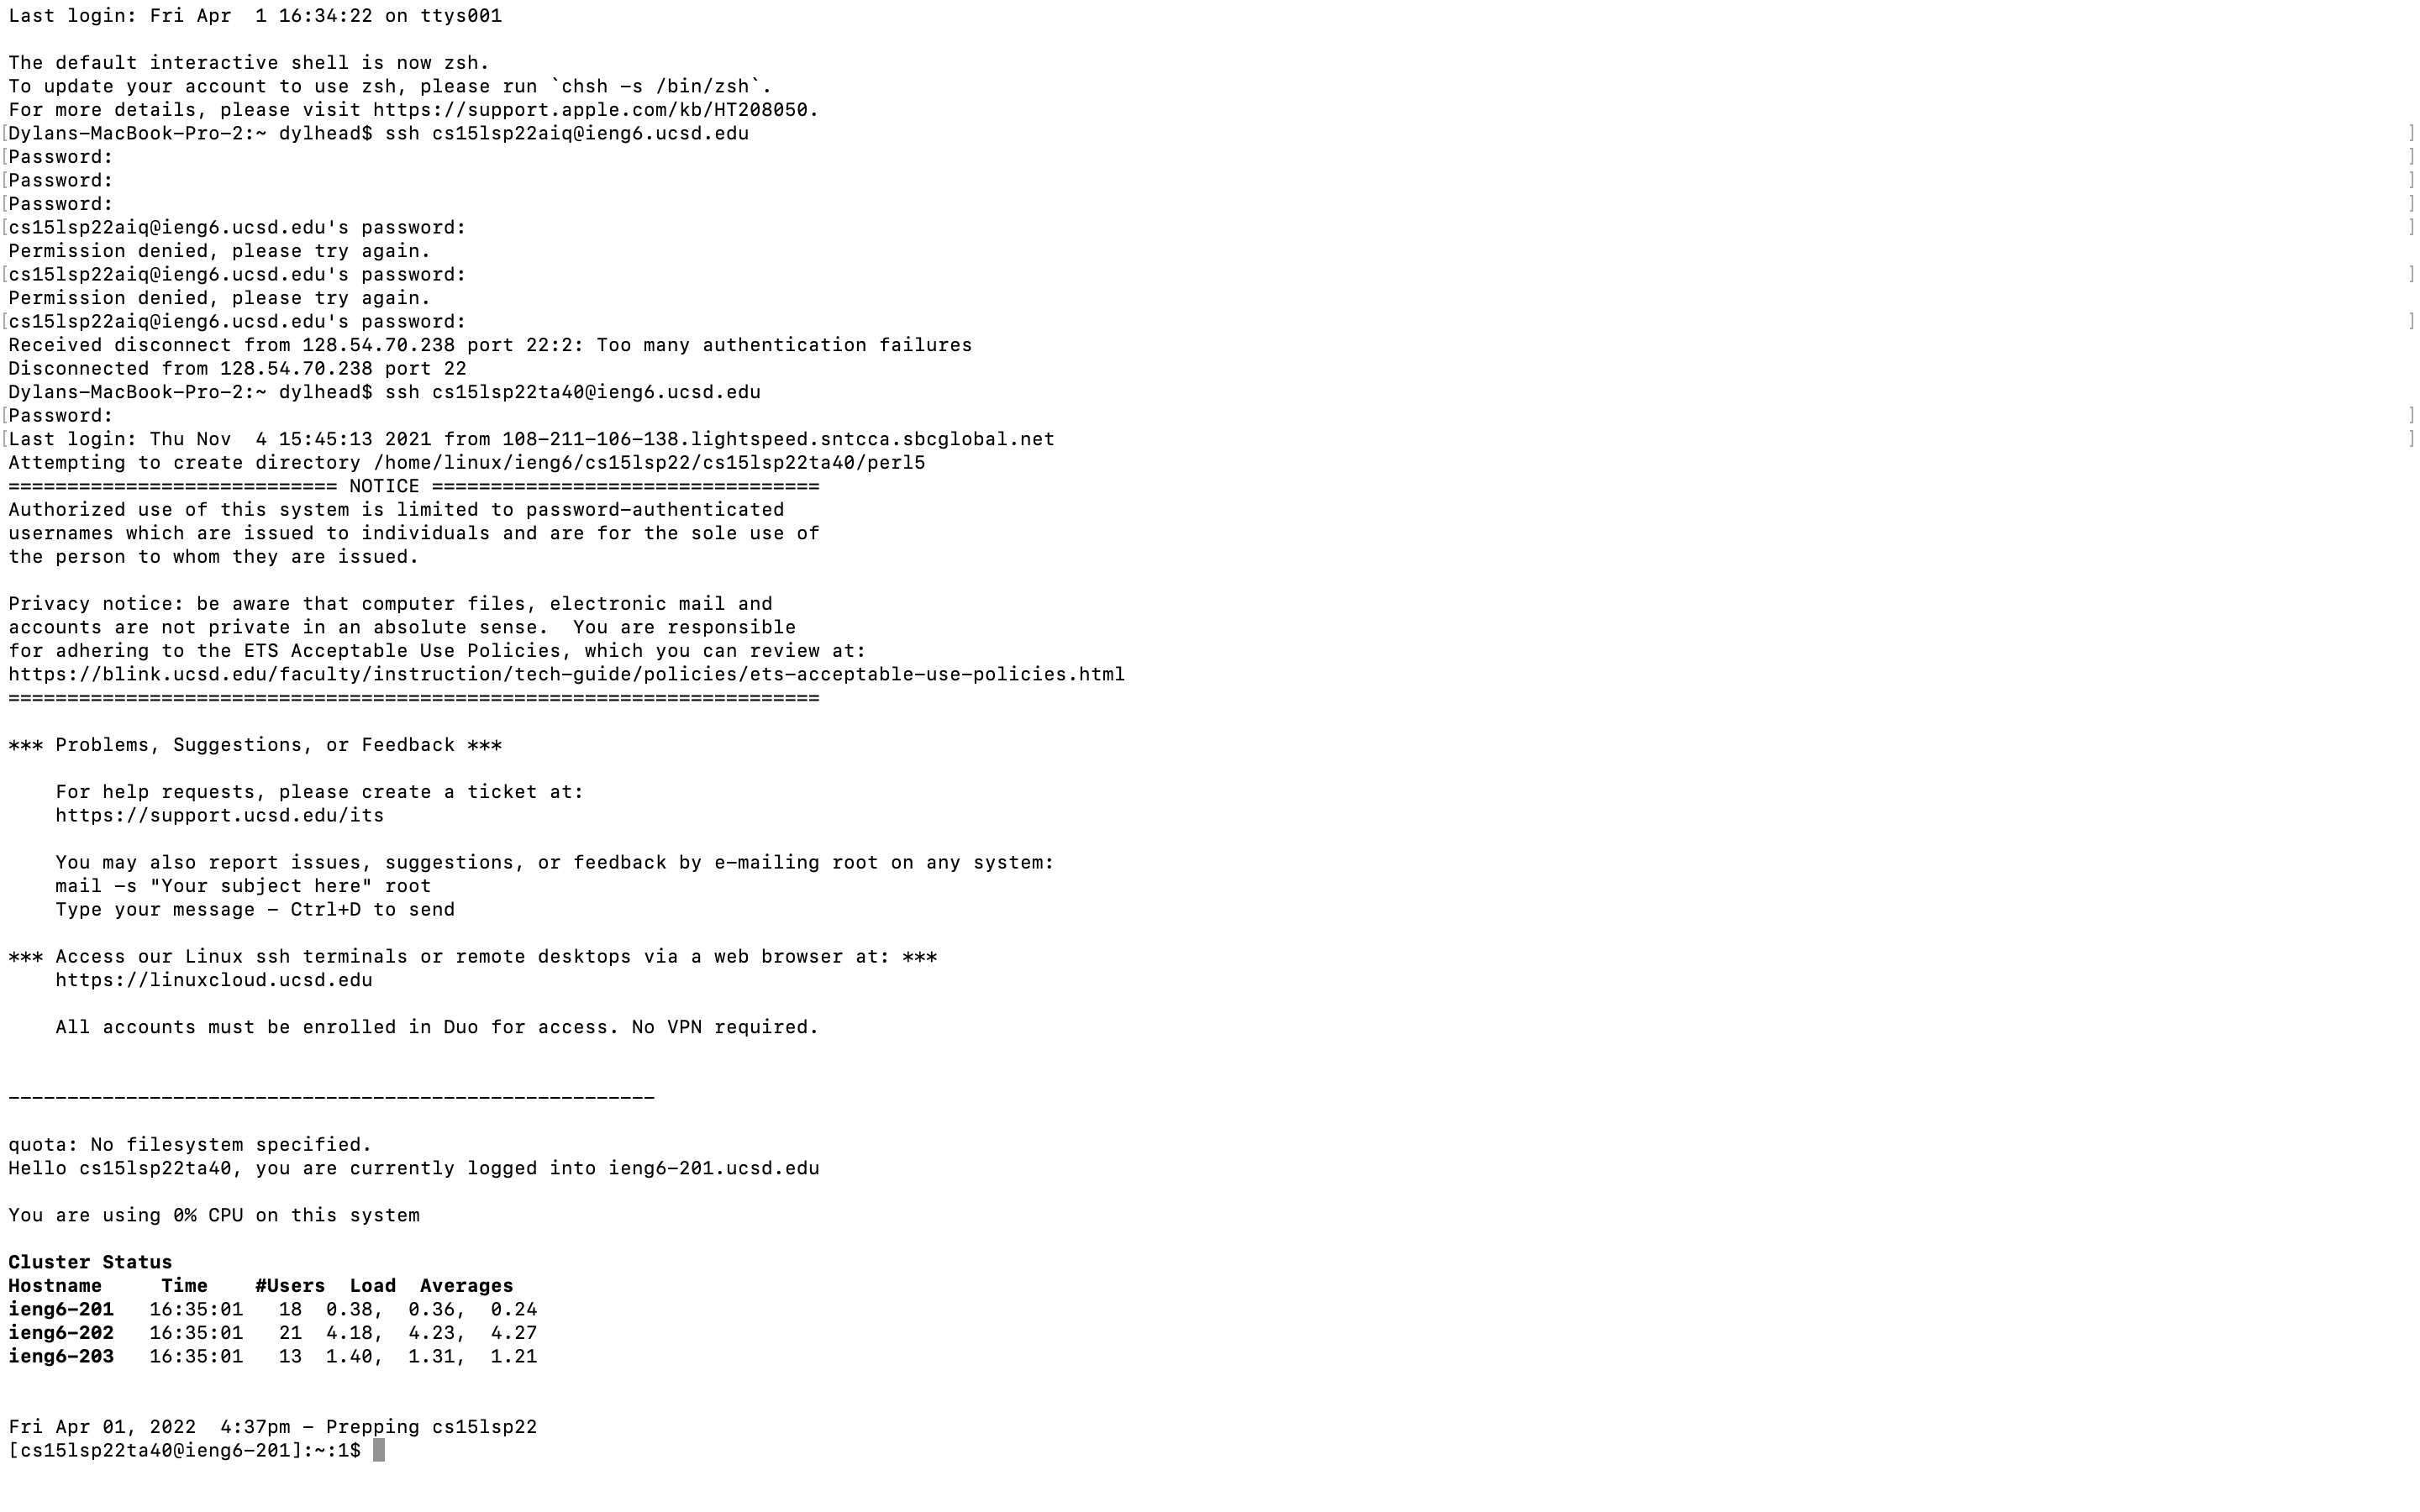 Last login: Fri Apr  1 16:34:22 on ttys001

The default interactive shell is now zsh.
To update your account to use zsh, please run `chsh -s /bin/zsh`.
For more details, please visit https://support.apple.com/kb/HT208050.
[Dylans-MacBook-Pro-2:~ dylhead$ ssh cs15lsp22aiq@ieng6.ucsd.edu ]
[Password: ]
[Password: ]
[Password: ]
[cs15lsp22aiq@ieng6.ucsd.edu's password: ]
Permission denied, please try again.
[cs15lsp22aiq@ieng6.ucsd.edu's password: ]
Permission denied, please try again.
[cs15lsp22aiq@ieng6.ucsd.edu's password: ]
Received disconnect from 128.54.70.238 port 22:2: Too many authentication failures
Disconnected from 128.54.70.238 port 22
Dylans-MacBook-Pro-2:~ dylhead$ ssh cs15lsp22ta40@ieng6.ucsd.edu
[Password: ]
[Last login: Thu Nov  4 15:45:13 2021 from 108-211-106-138.lightspeed.sntcca.sbcglobal.net ]
Attempting to create directory /home/linux/ieng6/cs15lsp22/cs15lsp22ta40/perl5
============================ NOTICE =================================
Authorized use of this system is limited to password-authenticated
usernames which are issued to individuals and are for the sole use of
the person to whom they are issued.

Privacy notice: be aware that computer files, electronic mail and
accounts are not private in an absolute sense.  You are responsible
for adhering to the ETS Acceptable Use Policies, which you can review at:
https://blink.ucsd.edu/faculty/instruction/tech-guide/policies/ets-acceptable-use-policies.html
=====================================================================

*** Problems, Suggestions, or Feedback ***

    For help requests, please create a ticket at:
    https://support.ucsd.edu/its

    You may also report issues, suggestions, or feedback by e-mailing root on any system:
    mail -s "Your subject here" root
    Type your message - Ctrl+D to send

*** Access our Linux ssh terminals or remote desktops via a web browser at: ***
    https://linuxcloud.ucsd.edu

    All accounts must be enrolled in Duo for access. No VPN required.


-------------------------------------------------------

quota: No filesystem specified.
Hello cs15lsp22ta40, you are currently logged into ieng6-201.ucsd.edu

You are using 0% CPU on this system

Cluster Status
Hostname     Time    #Users  Load  Averages
ieng6-201   16:35:01   18  0.38,  0.36,  0.24
ieng6-202   16:35:01   21  4.18,  4.23,  4.27
ieng6-203   16:35:01   13  1.40,  1.31,  1.21


Fri Apr 01, 2022  4:37pm - Prepping cs15lsp22
[cs15lsp22ta40@ieng6-201]:~:1$